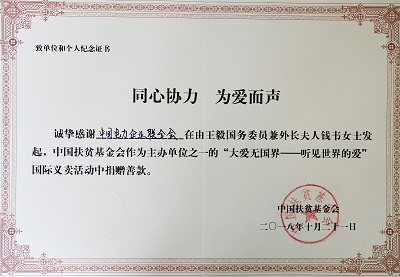 致单位和个人纪念证书
同心协力 为爱而声
诚挚感谢中国电力企业联合会在由王毅国务委员兼外长夫人钱韦女士发
起，中国扶贫基金会作为主办单位之一的“大爱无国界——听见世界的爱”
国际义卖活动中捐赠善款。
中国扶贫基金会
二〇一八年十月二十一日